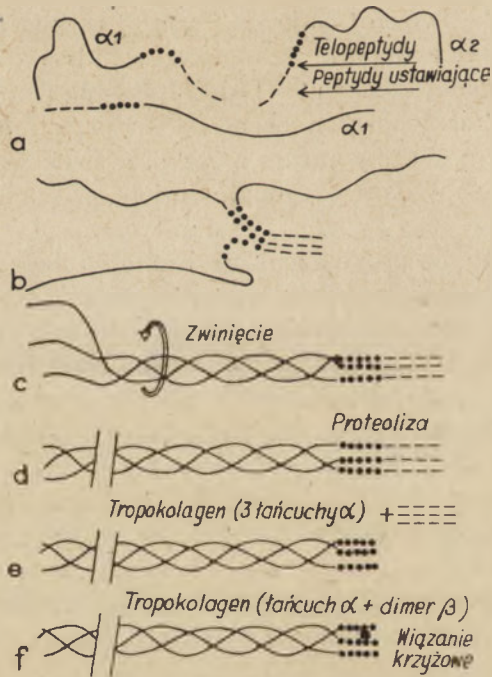 α1
α2
Telopeptydy
Peptydy ustawiające
α1
a
b
Zwinięcie
c
Proteoliza
d
Tropokolagen (3 łańcuchy α) +
e
Tropokolagen (łańcuch α + dimer β)
Wiązanie
krzyżowe
f